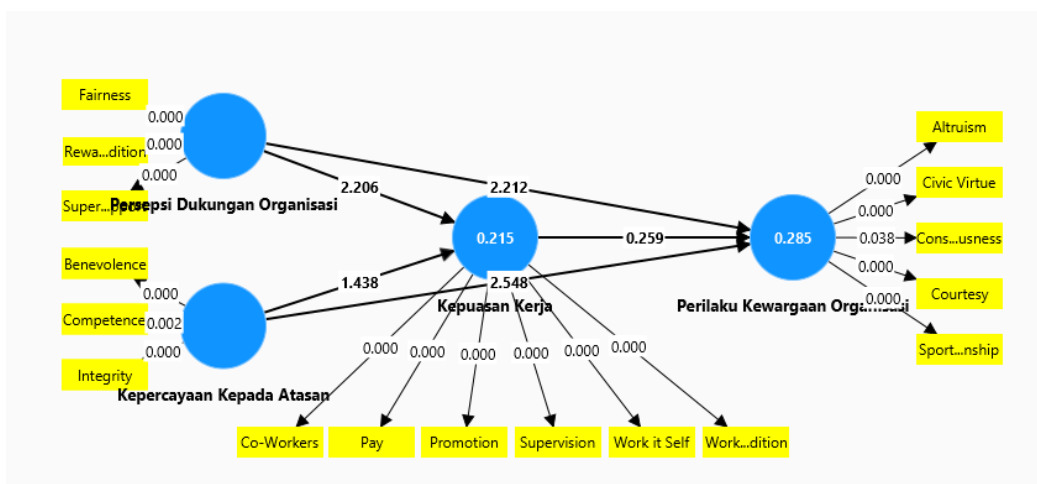 Fairness
0.000
Rewa...dition
0.000
0.000
Super...pport
Persepsi Dukungan Organisasi
2.206
2.212
Benevolence
0.000
Competence
0.002
0.000
Integrity
Kepercayaan Kepada Atasan
1.438
2.548
0.215
Kepuasan Kerja
0.259
0.285
Perilaku Kewargaan Organisasi
0.000
0.000
0.000
0.000
0.000
0.000
Co-Workers
Pay
Promotion
Supervision
Work it Self
Work...dition
Altruism
0.000
Civic Virtue
0.000
0.038
Cons...usness
0.000
Courtesy
0.000
Sport...nship